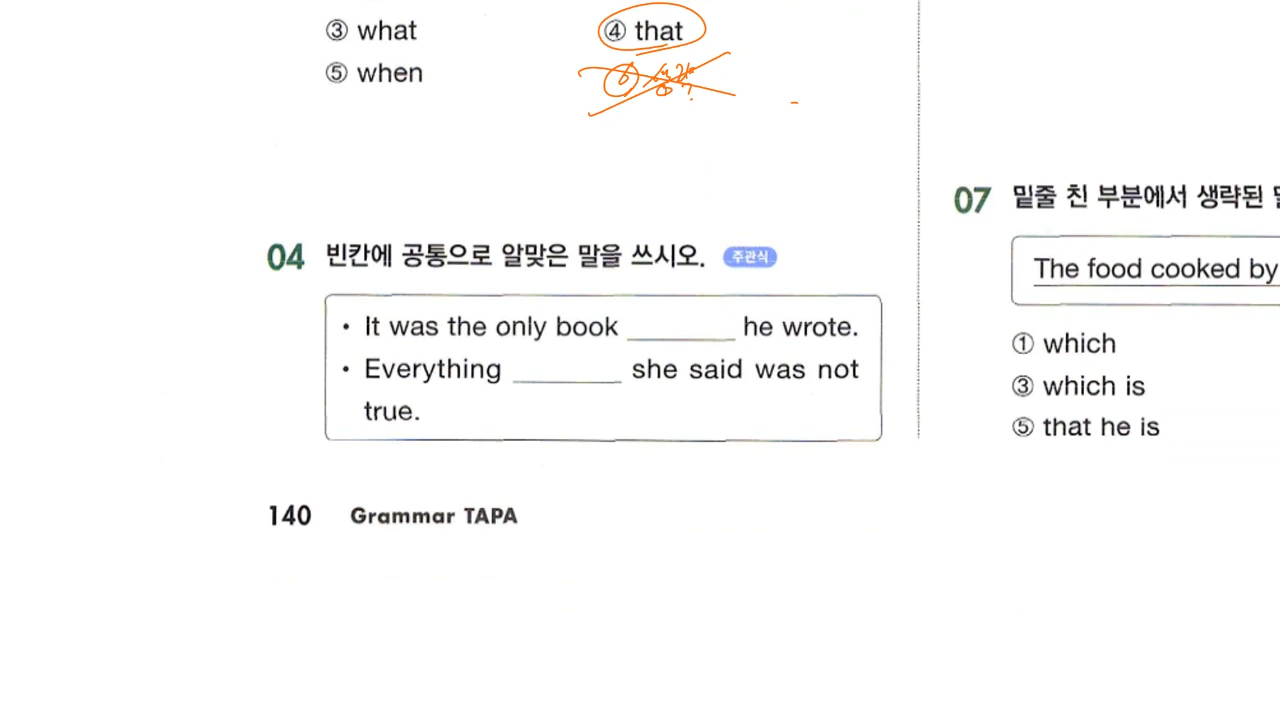 ③ what
④ that
⑤ when
04 빈칸에 공통으로 알맞은 말을 쓰시오. 주관식
• It was the only book ________ he wrote.
• Everything ________ she said was not
true.
140 Grammar TAPA
07 밑줄 친 부분에서 생략된
The food cooked by
① which
③ which is
⑤ that he is